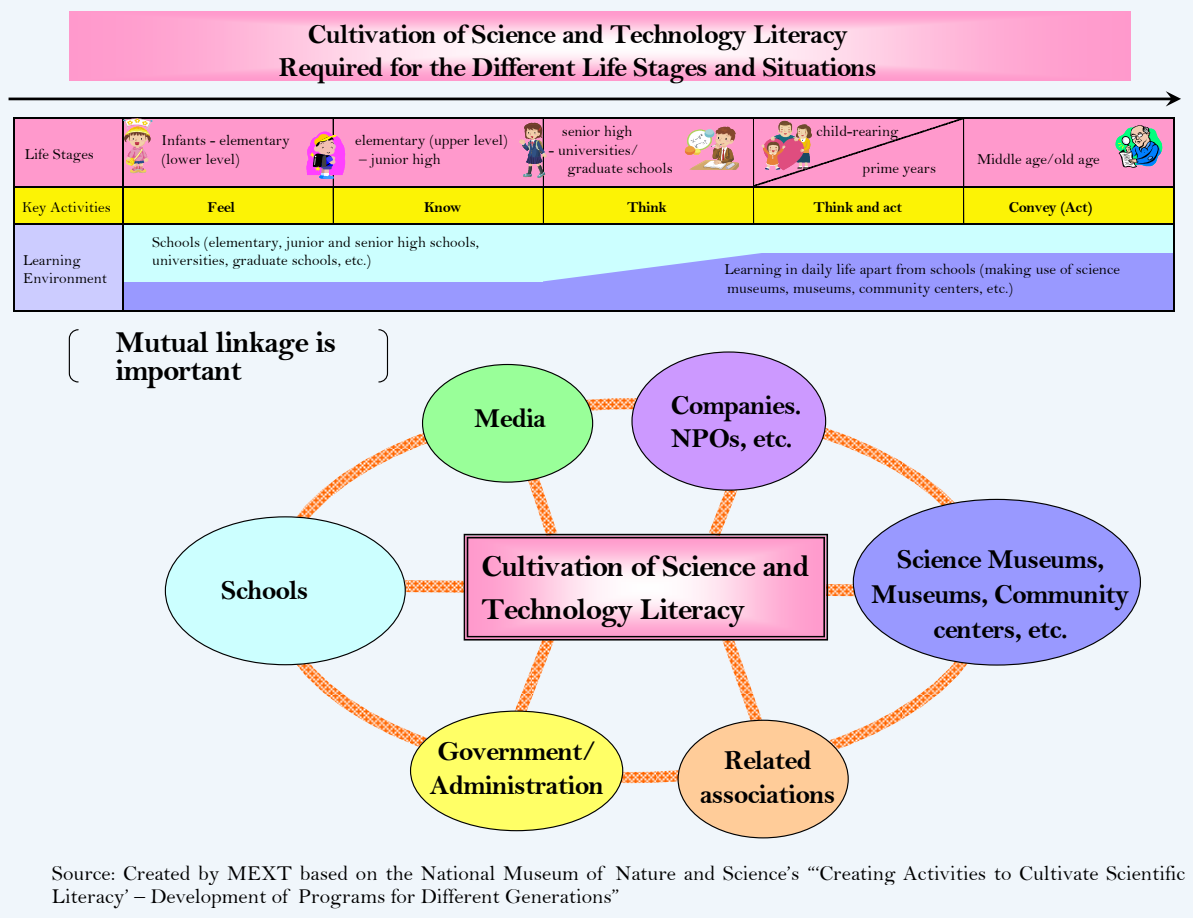 Cultivation of Science and Technology Literacy
Required for the Different Life Stages and Situations
Life Stages
Infants - elementary
(lower level)
elementary (upper level)
– junior high
senior high
- universities/
graduate schools
child-rearing
prime years
Middle age/old age
Key Activities
Feel
Know
Think
Think and act
Convey (Act)
Learning
Environment
Schools (elementary, junior and senior high schools,
universities, graduate schools, etc.)
Learning in daily life apart from schools (making use of science
museums, museums, community centers, etc.)
Mutual linkage is
important
Media
Companies.
NPOs, etc.
Schools
Cultivation of Science and
Technology Literacy
Science Museums,
Museums, Community
centers, etc.
Government/
Administration
Related
associations
Source: Created by MEXT based on the National Museum of Nature and Science’s “‘Creating Activities to Cultivate Scientific
Literacy’ – Development of Programs for Different Generations”